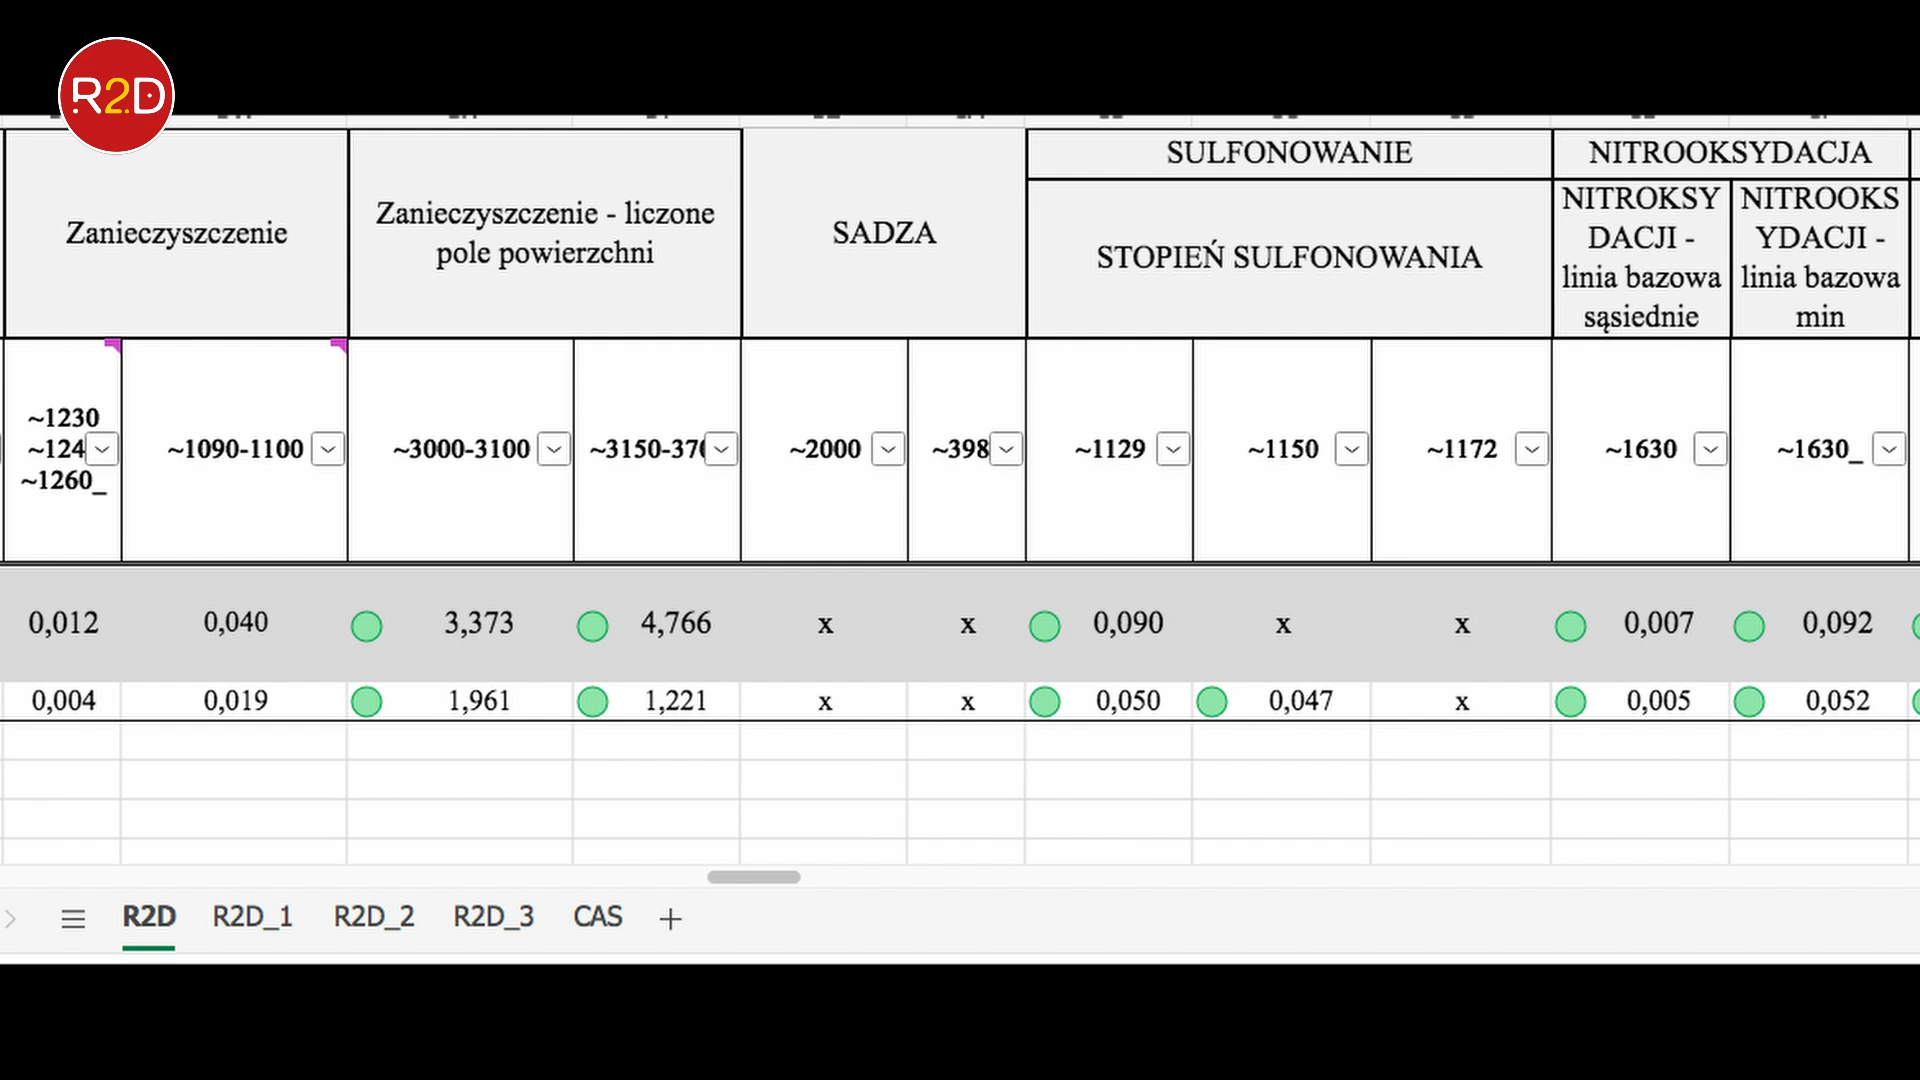 R2D
SULFONOWANIE
NITROOKSYDACJA
Zanieczyszczenie
Zanieczyszczenie - liczone
pole powierzchni
SADZA
STOPIEŃ SULFONOWANIA
NITROKSY
DACJI -
linia bazowa
sąsiednie
NITROOKS
YDACJI -
linia bazowa
min
~1230
~124
~1260_
~1090-1100
~3000-3100
~3150-370
~2000
~398
~1129
~1150
~1172
~1630
~1630_
0,012 0,040 3,373 4,766 x x 0,090 x x 0,007 0,092
0,004 0,019 1,961 1,221 x x 0,050 0,047 x 0,005 0,052
R2D R2D_1 R2D_2 R2D_3 CAS +